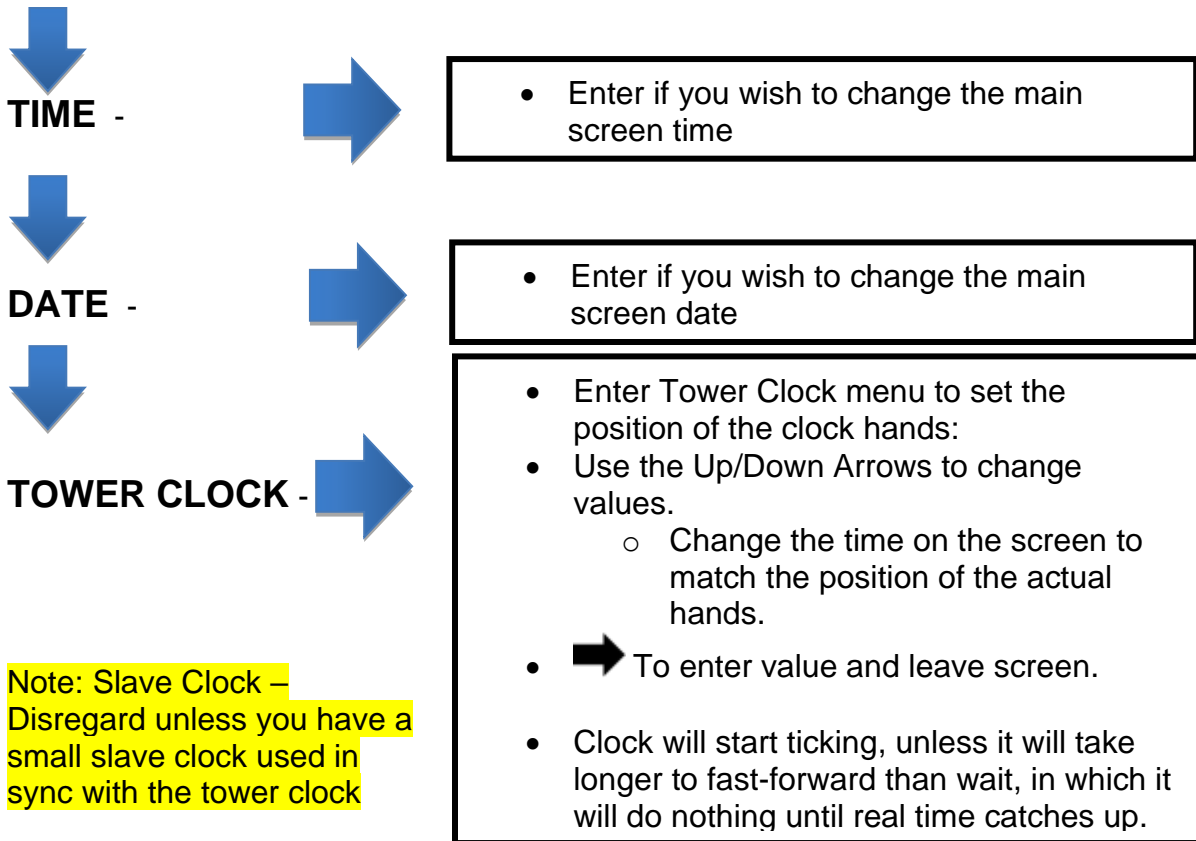 TIME -
• Enter if you wish to change the main
screen time
DATE -
• Enter if you wish to change the main
screen date
TOWER CLOCK -
• Enter Tower Clock menu to set the
position of the clock hands:
• Use the Up/Down Arrows to change
values.
o Change the time on the screen to
match the position of the actual
hands.
• To enter value and leave screen.
• Clock will start ticking, unless it will take
longer to fast-forward than wait, in which it
will do nothing until real time catches up.
Note: Slave Clock –
Disregard unless you have a
small slave clock used in
sync with the tower clock